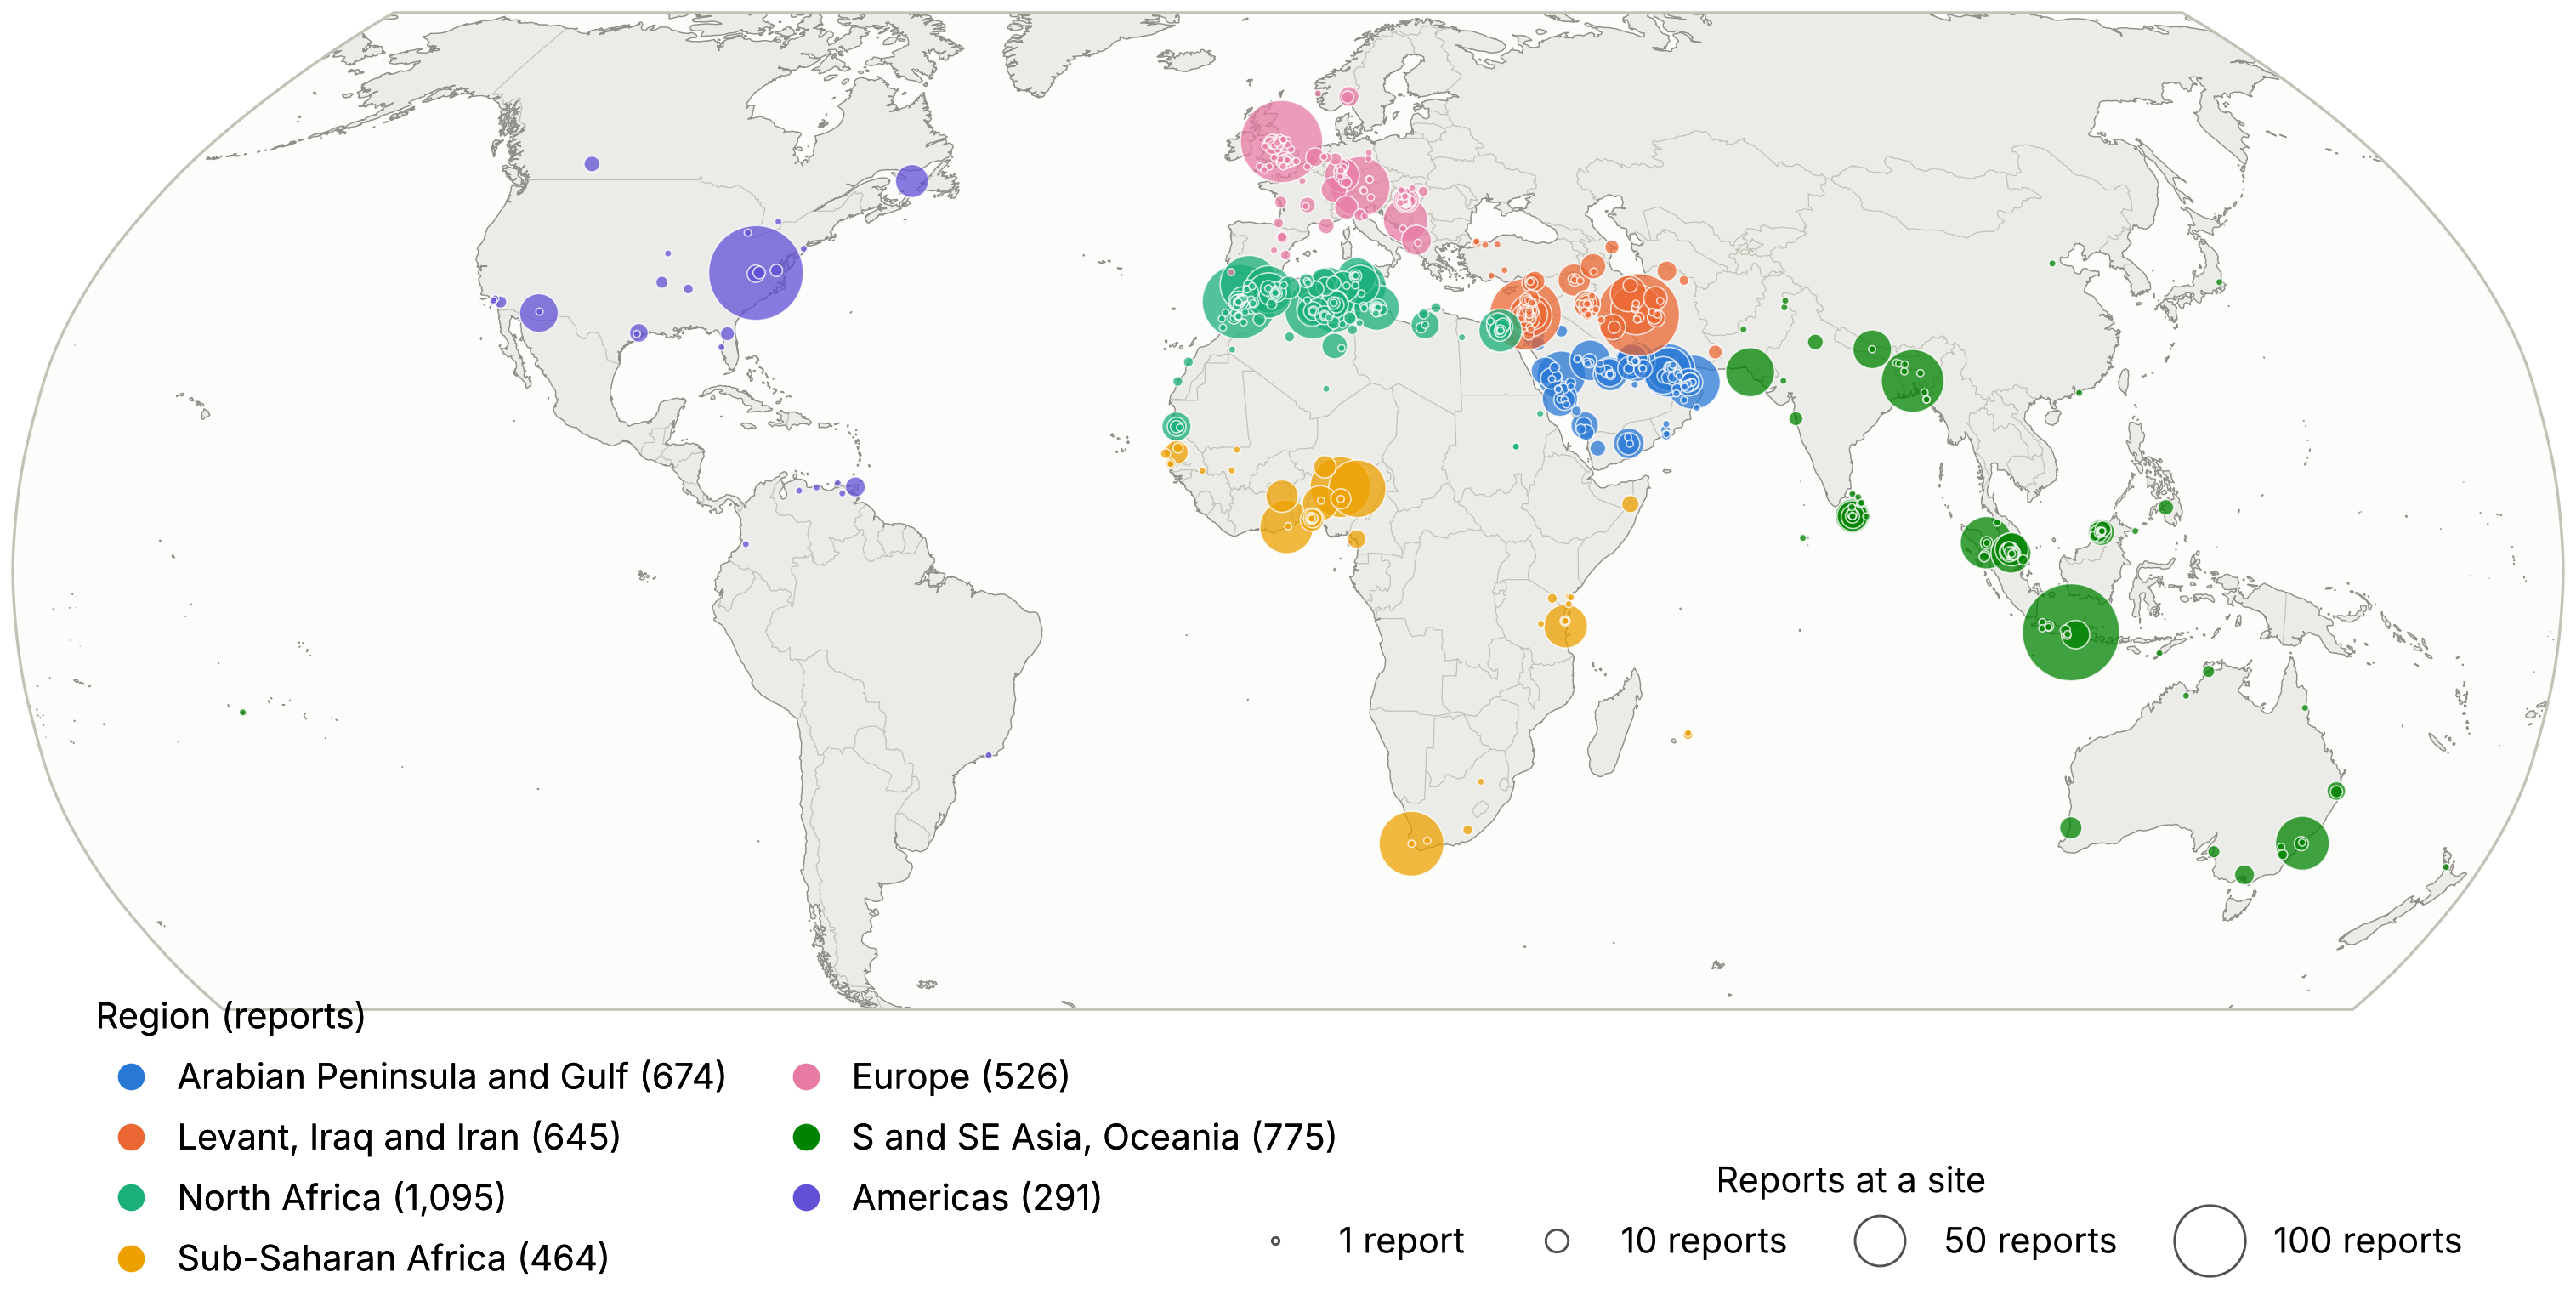 Region (reports)
Arabian Peninsula and Gulf (674)
Levant, Iraq and Iran (645)
North Africa (1,095)
Sub-Saharan Africa (464)
Europe (526)
S and SE Asia, Oceania (775)
Americas (291)
Reports at a site
1 report
10 reports
50 reports
100 reports